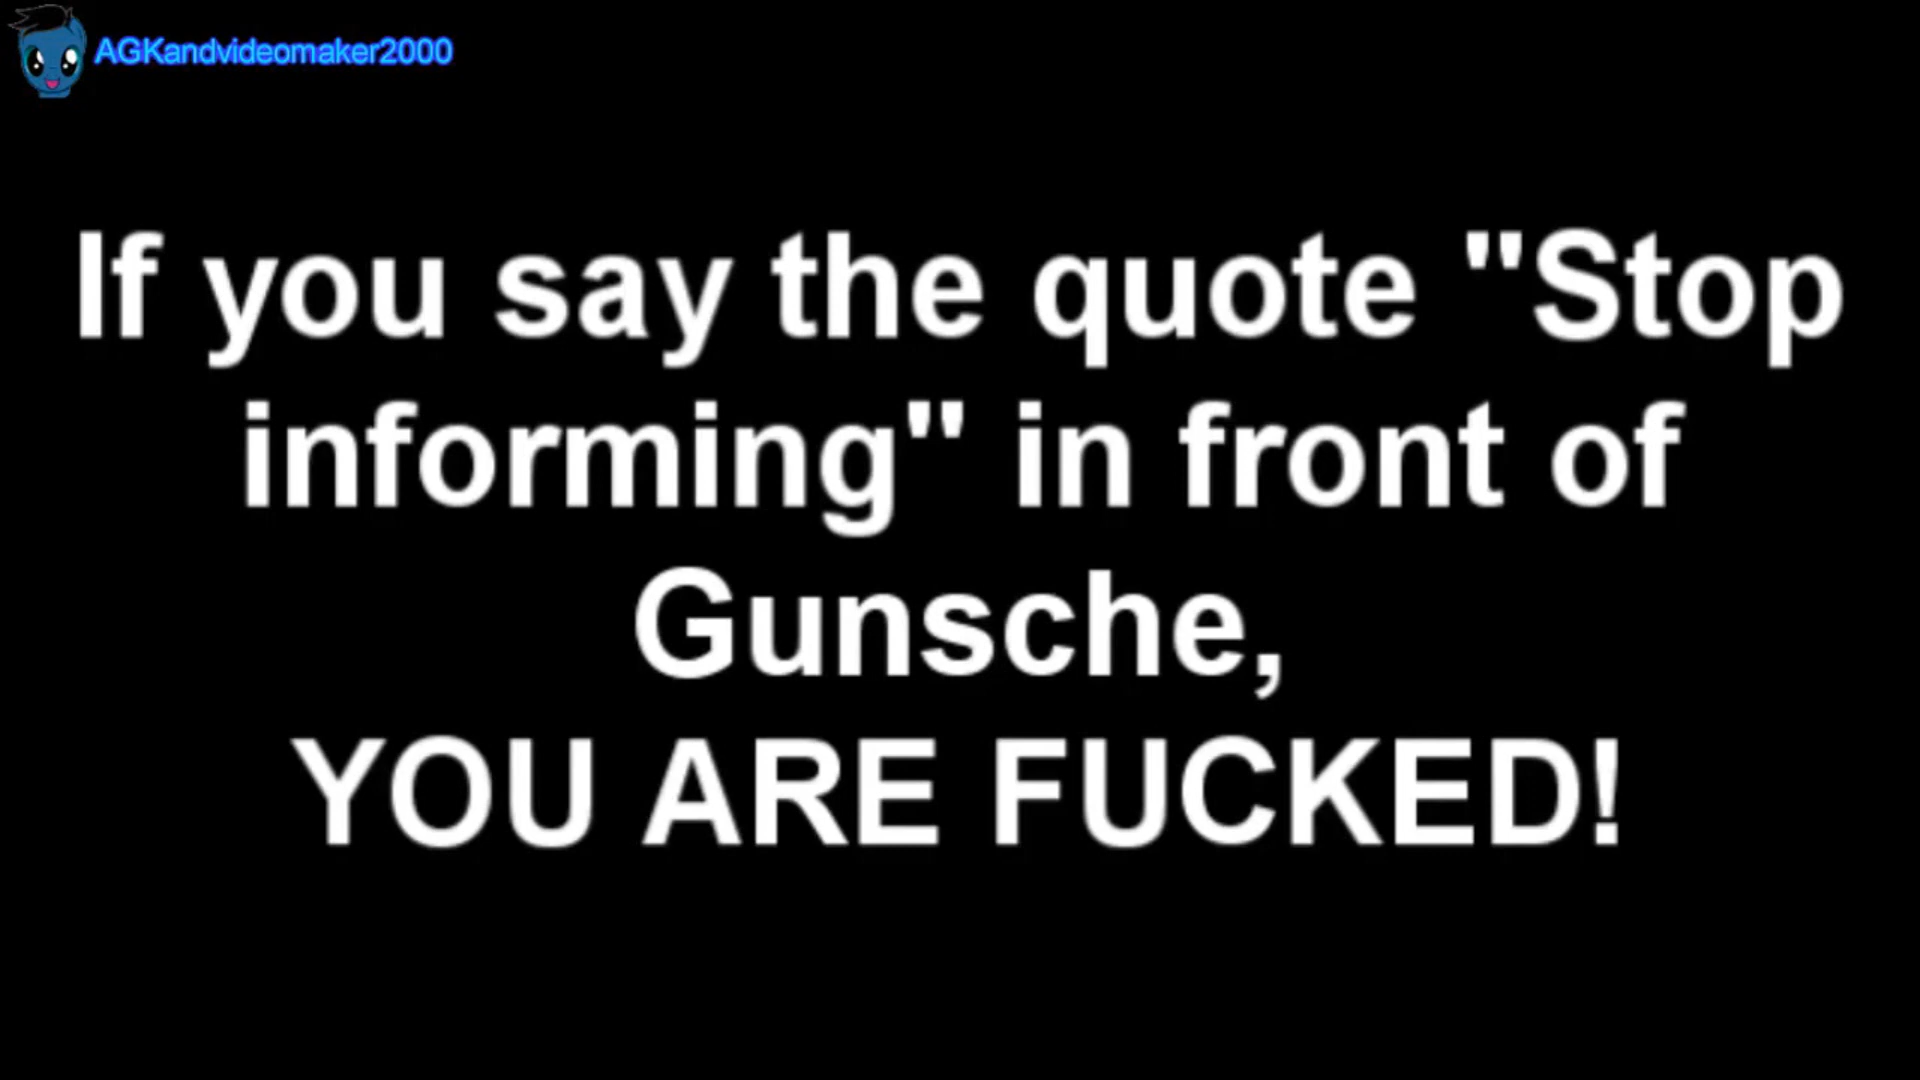 AGKandvideomaker2000
If you say the quote "Stop
informing" in front of
Gunsche,
YOU ARE FUCKED!